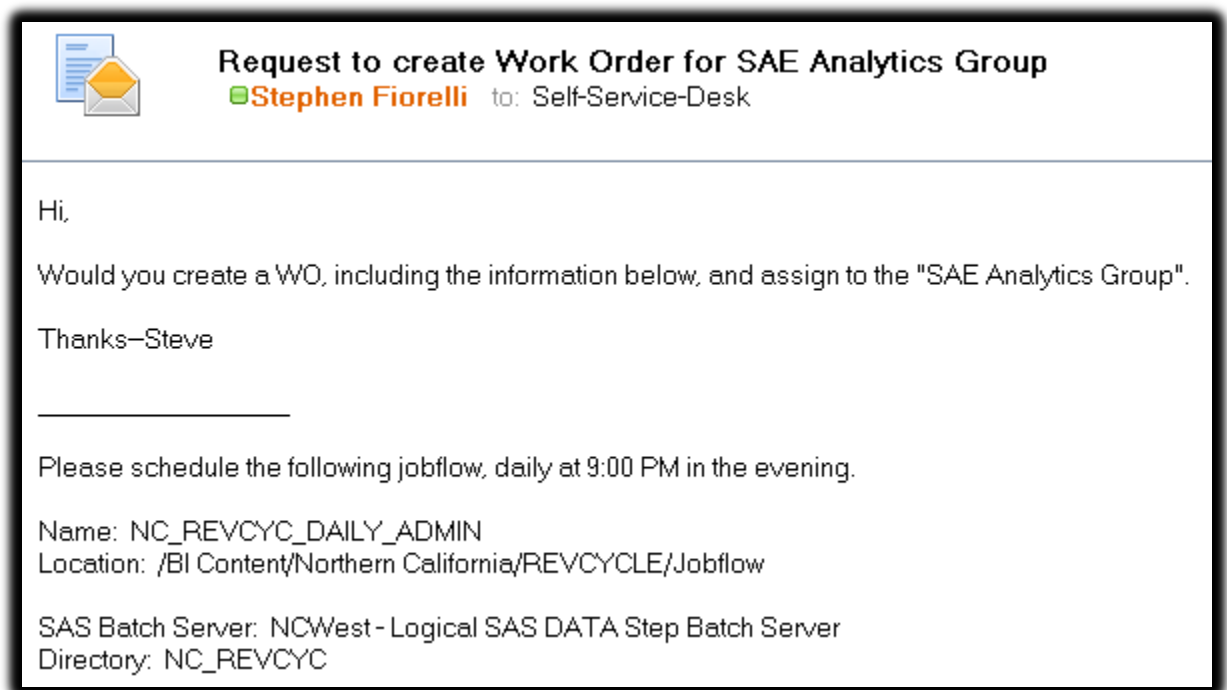 Request to create Work Order for SAE Analytics Group
Stephen Fiorelli to: Self-Service-Desk
Hi,
Would you create a WO, including the information below, and assign to the "SAE Analytics Group".
Thanks--Steve
Please schedule the following jobflow, daily at 9:00 PM in the evening.
Name: NC_REVCYC_DAILY_ADMIN
Location: /BI Content/Northern California/REVCYCLE/Jobflow
SAS Batch Server: NCWest - Logical SAS DATA Step Batch Server
Directory: NC_REVCYC